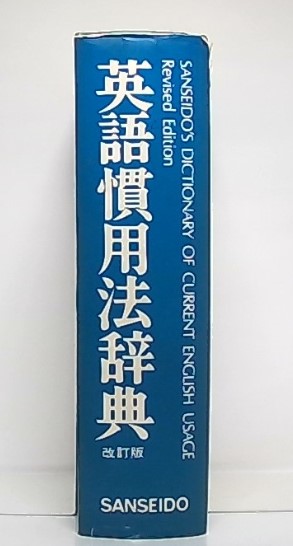 SANSEIDO'S DICTIONARY OF CURRENT ENGLISH USAGE
Revised Edition
英語慣用法辞典
改訂版
SANSEIDO